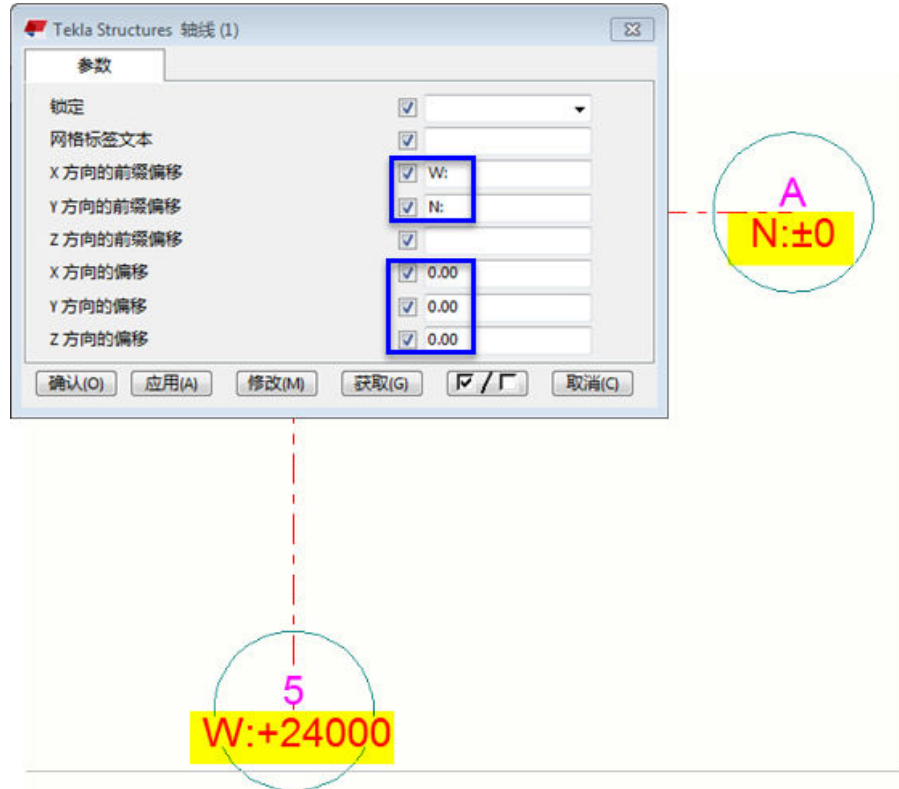 Tekla Structures 轴线 (1)
参数
锁定
网格标签文本
X 方向的前缀偏移 W:
Y 方向的前缀偏移 N:
Z 方向的前缀偏移
X 方向的偏移 0.00
Y 方向的偏移 0.00
Z 方向的偏移 0.00
确认(O) 应用(A) 修改(M) 获取(G) / 取消(C)
A
N:±0
5
W:+24000